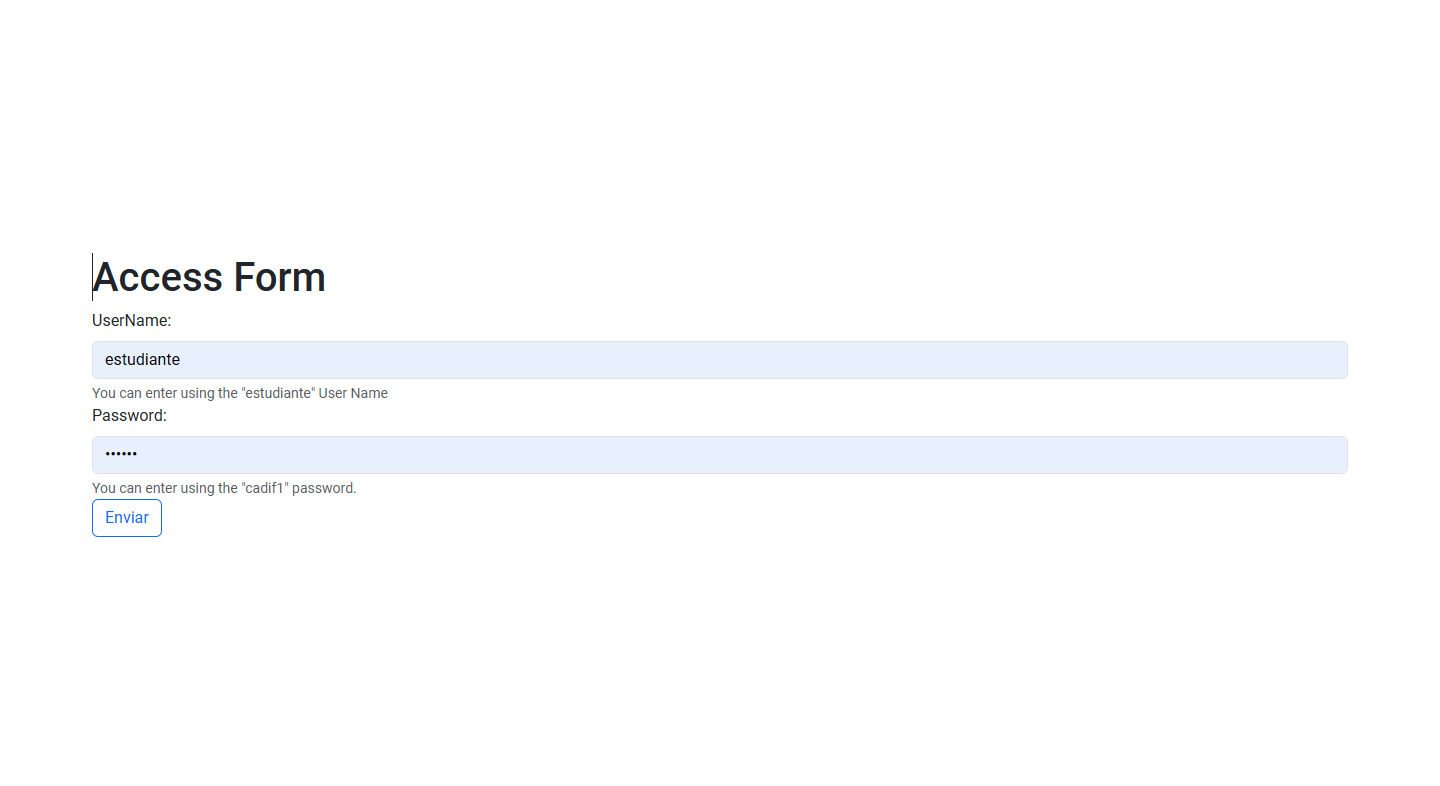 Access Form
UserName:
estudiante
You can enter using the "estudiante" User Name
Password:
••••••
You can enter using the "cadif1" password.
Enviar